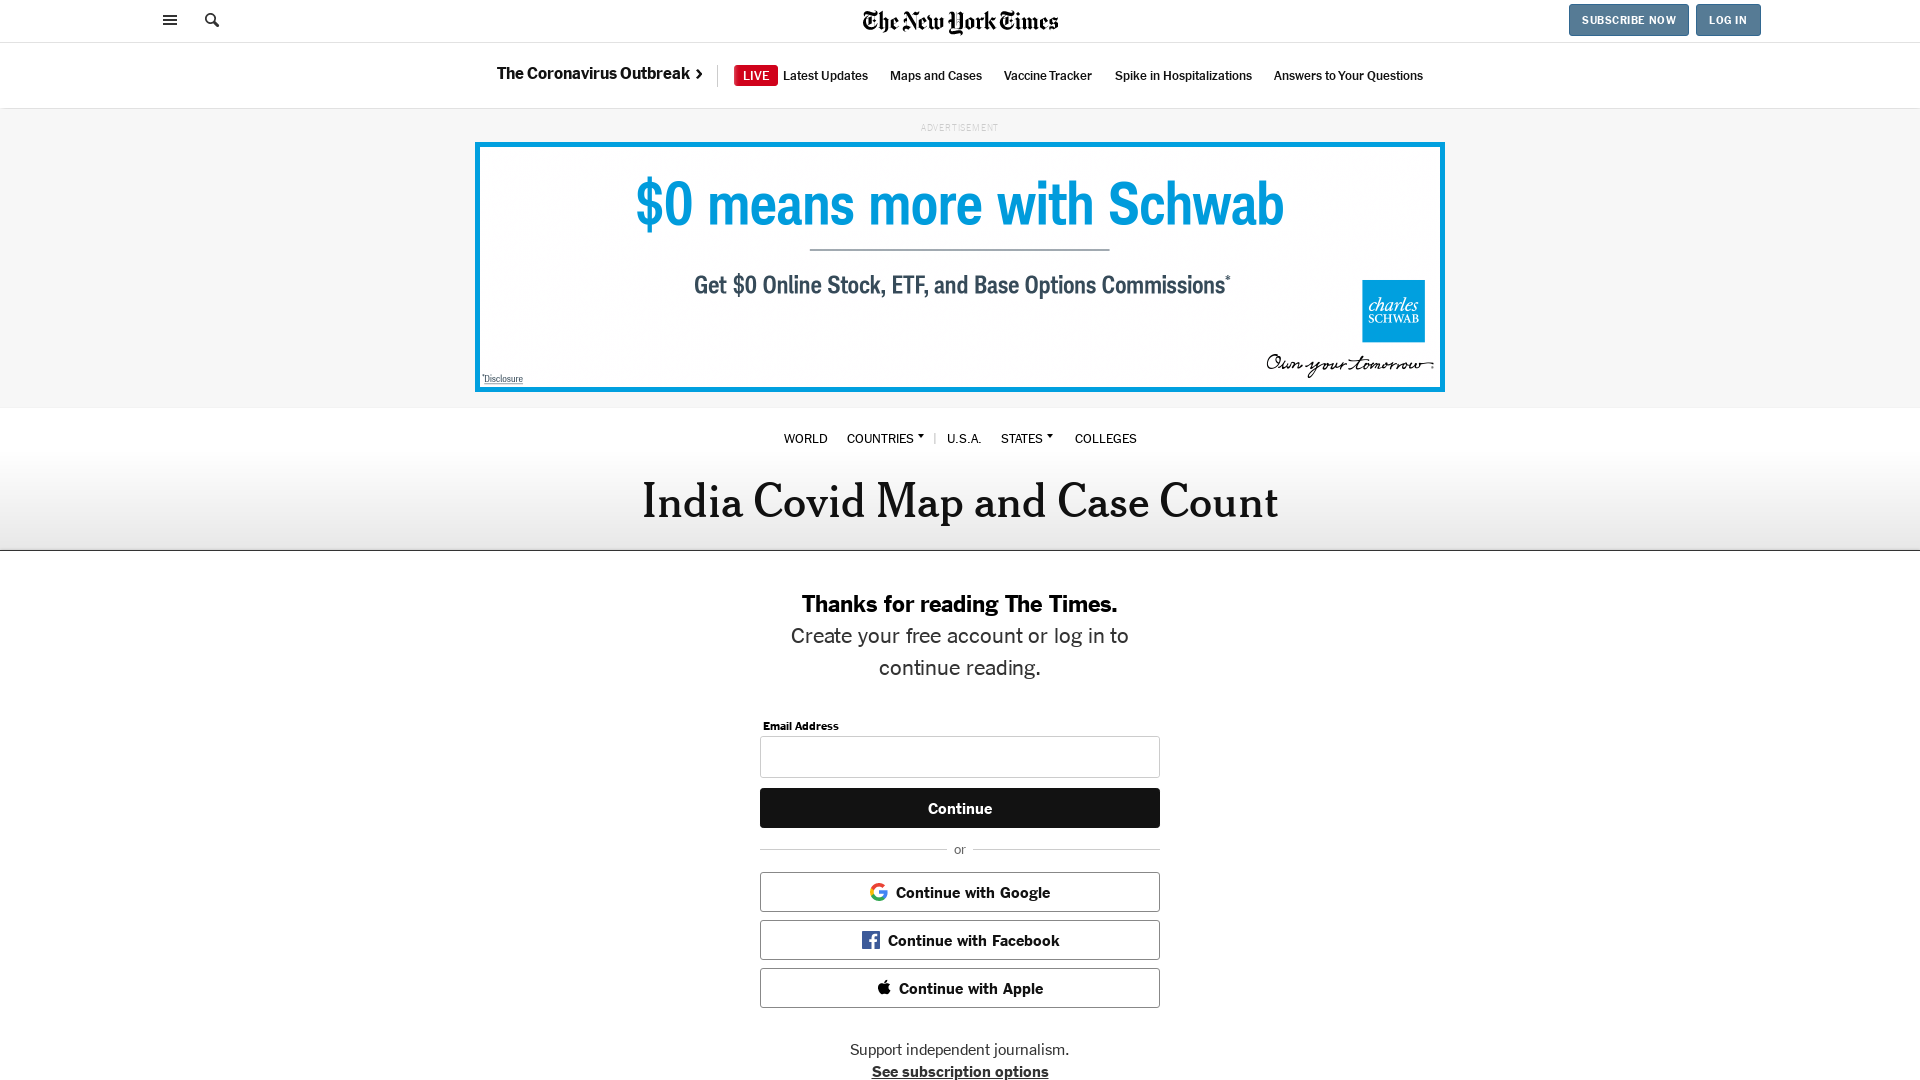 The New York Times
SUBSCRIBE NOW
LOG IN
The Coronavirus Outbreak
LIVE Latest Updates
Maps and Cases
Vaccine Tracker
Spike in Hospitalizations
Answers to Your Questions
ADVERTISEMENT
$0 means more with Schwab
Get $0 Online Stock, ETF, and Base Options Commissions*
charles
SCHWAB
Own your tomorrow
*Disclosure
WORLD COUNTRIES | U.S.A. STATES COLLEGES
India Covid Map and Case Count
Thanks for reading The Times.
Create your free account or log in to
continue reading.
Email Address
Continue
or
Continue with Google
Continue with Facebook
Continue with Apple
Support independent journalism.
See subscription options